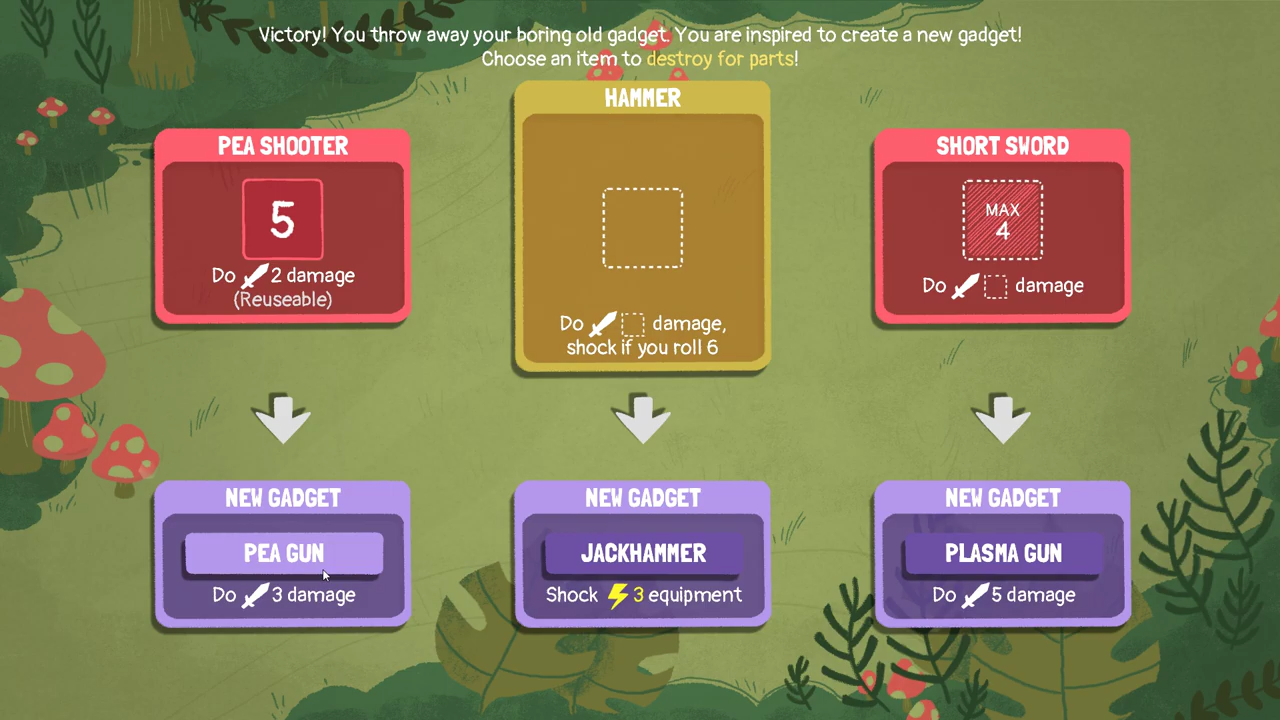 Victory! You throw away your boring old gadget. You are inspired to create a new gadget!
Choose an item to destroy for parts!
PEA SHOOTER
5
Do 2 damage
(Reuseable)
HAMMER
Do damage,
shock if you roll 6
SHORT SWORD
MAX
4
Do damage
NEW GADGET
PEA GUN
Do 3 damage
NEW GADGET
JACKHAMMER
Shock 3 equipment
NEW GADGET
PLASMA GUN
Do 5 damage